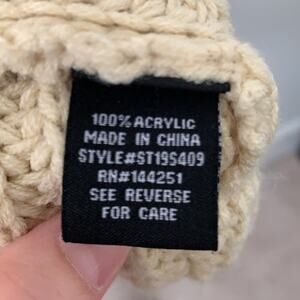 100% ACRYLIC
MADE IN CHINA
STYLE#ST19S409
RN#144251
SEE REVERSE
FOR CARE